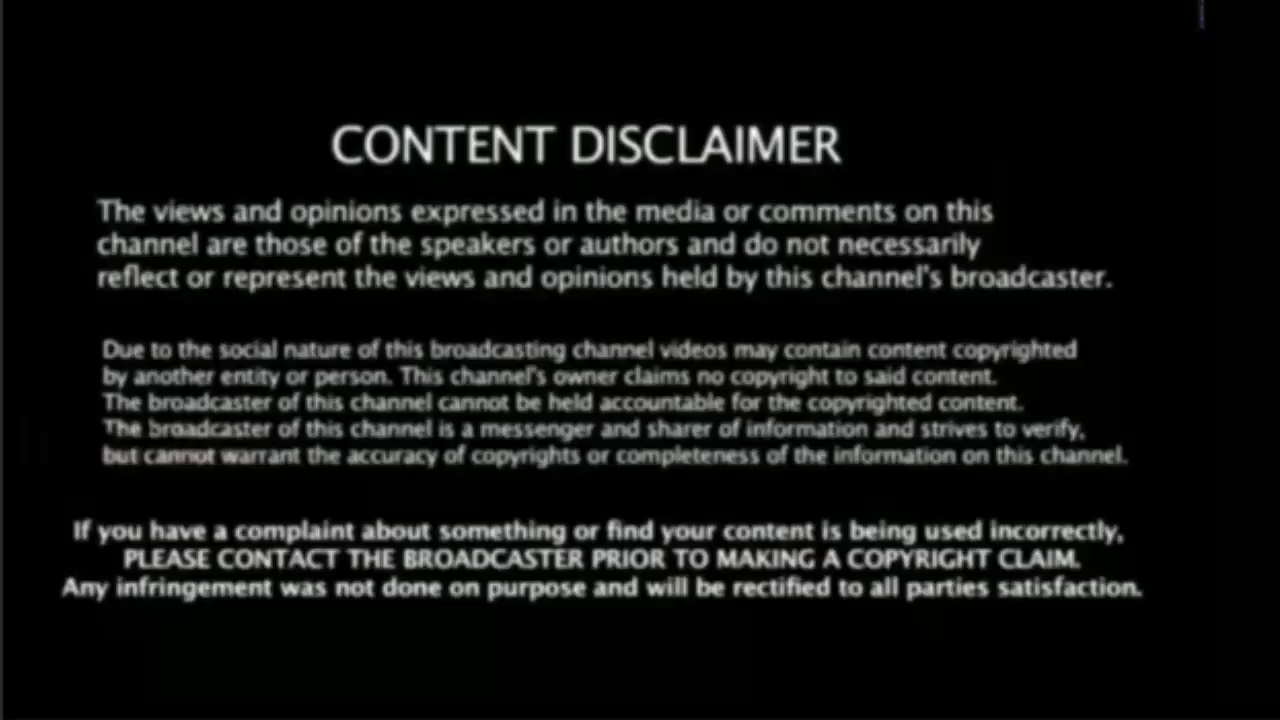 CONTENT DISCLAIMER
The views and opinions expressed in the media or comments on this
channel are those of the speakers or authors and do not necessarily
reflect or represent the views and opinions held by this channel's broadcaster.
Due to the social nature of this broadcasting channel videos may contain content copyrighted
by another entity or person. This channel's owner claims no copyright to said content.
The broadcaster of this channel cannot be held accountable for the copyrighted content.
The broadcaster of this channel is a messenger and sharer of information and strives to verify,
but cannot warrant the accuracy of copyrights or completeness of the information on this channel.
If you have a complaint about something or find your content is being used incorrectly,
PLEASE CONTACT THE BROADCASTER PRIOR TO MAKING A COPYRIGHT CLAIM.
Any infringement was not done on purpose and will be rectified to all parties satisfaction.